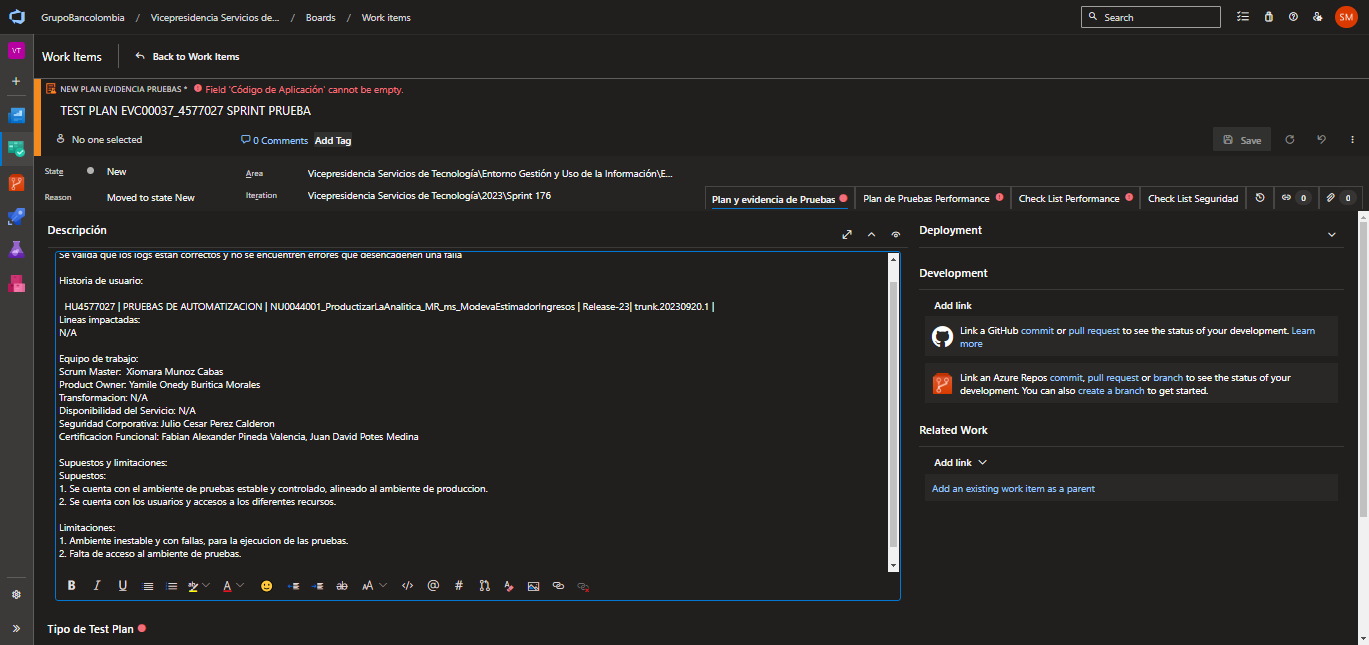 GrupoBancolombia / Vicepresidencia Servicios de... / Boards / Work items
Search
SM
VT
Work Items
Back to Work Items
NEW PLAN EVIDENCIA PRUEBAS * Field 'Código de Aplicación' cannot be empty.
TEST PLAN EVC00037_4577027 SPRINT PRUEBA
No one selected
0 Comments
Add Tag
Save
State
New
Area
Vicepresidencia Servicios de Tecnología\Entorno Gestión y Uso de la Información\E...
Reason
Moved to state New
Iteration
Vicepresidencia Servicios de Tecnología\2023\Sprint 176
Plan y evidencia de Pruebas
Plan de Pruebas Performance
Check List Performance
Check List Seguridad
0
0
Descripción
Se valida que los logs estan correctos y no se encuentren errores que desencadenen una falla
Historia de usuario:
HU4577027 | PRUEBAS DE AUTOMATIZACION | NU0044001_ProductizarLaAnalitica_MR_ms_ModevaEstimadorIngresos | Release-23| trunk.20230920.1 |
Lineas impactadas:
N/A
Equipo de trabajo:
Scrum Master:  Xiomara Munoz Cabas
Product Owner: Yamile Onedy Buritica Morales
Transformacion: N/A
Disponibilidad del Servicio: N/A
Seguridad Corporativa: Julio Cesar Perez Calderon
Certificacion Funcional: Fabian Alexander Pineda Valencia, Juan David Potes Medina
Supuestos y limitaciones:
Supuestos:
1. Se cuenta con el ambiente de pruebas estable y controlado, alineado al ambiente de produccion.
2. Se cuenta con los usuarios y accesos a los diferentes recursos.
Limitaciones:
1. Ambiente inestable y con fallas, para la ejecucion de las pruebas.
2. Falta de acceso al ambiente de pruebas.
Tipo de Test Plan
Deployment
Development
Add link
Link a GitHub commit or pull request to see the status of your development. Learn
more
Link an Azure Repos commit, pull request or branch to see the status of your
development. You can also create a branch to get started.
Related Work
Add link
Add an existing work item as a parent